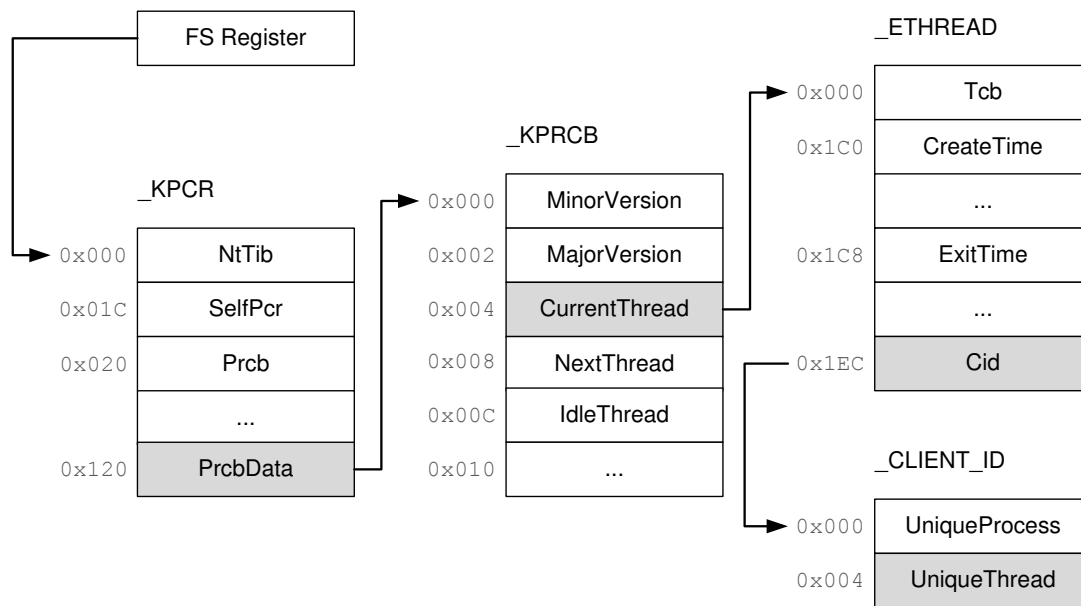 FS Register
_KPCR
0x000 NtTib
0x01C SelfPcr
0x020 Prcb
...
0x120 PrcbData
_KPRCB
0x000 MinorVersion
0x002 MajorVersion
0x004 CurrentThread
0x008 NextThread
0x00C IdleThread
0x010 ...
_ETHREAD
0x000 Tcb
0x1C0 CreateTime
...
0x1C8 ExitTime
...
0x1EC Cid
_CLIENT_ID
0x000 UniqueProcess
0x004 UniqueThread